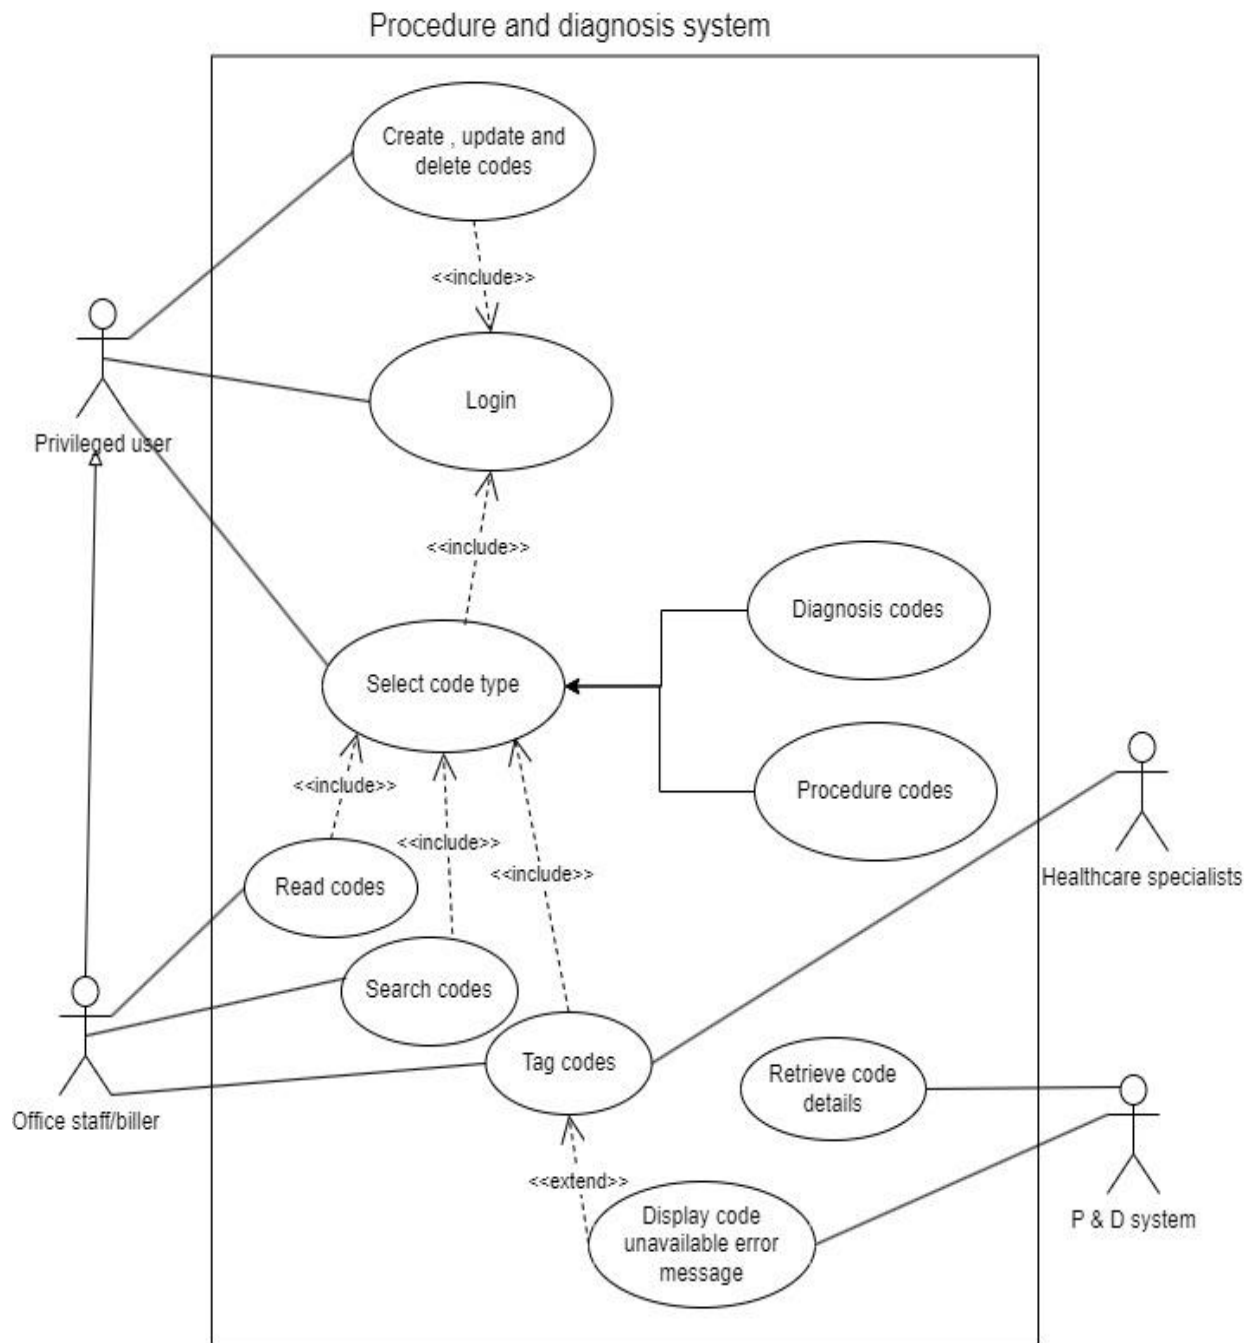 Procedure and diagnosis system
Create , update and
delete codes
<<include>>
Login
Privileged user
<<include>>
Diagnosis codes
Select code type
<<include>>
Procedure codes
<<include>>
<<include>>
Healthcare specialists
Read codes
Search codes
Tag codes
Retrieve code
details
Office staff/biller
<<extend>>
Display code
unavailable error
message
P & D system